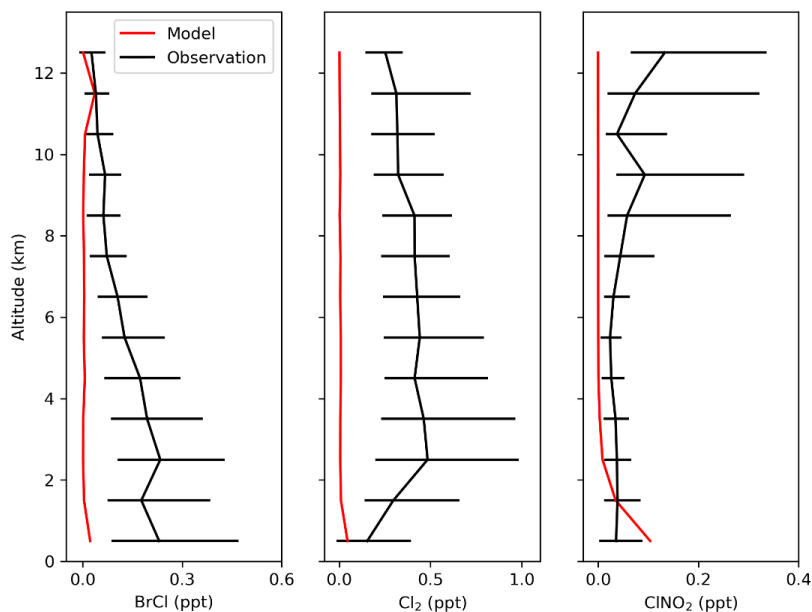 Model
Observation
Altitude (km)
12
10
8
6
4
2
0
0.0 0.3 0.6
BrCl (ppt)
0.0 0.5 1.0
Cl₂ (ppt)
0.0 0.2 0.4
ClNO₂ (ppt)